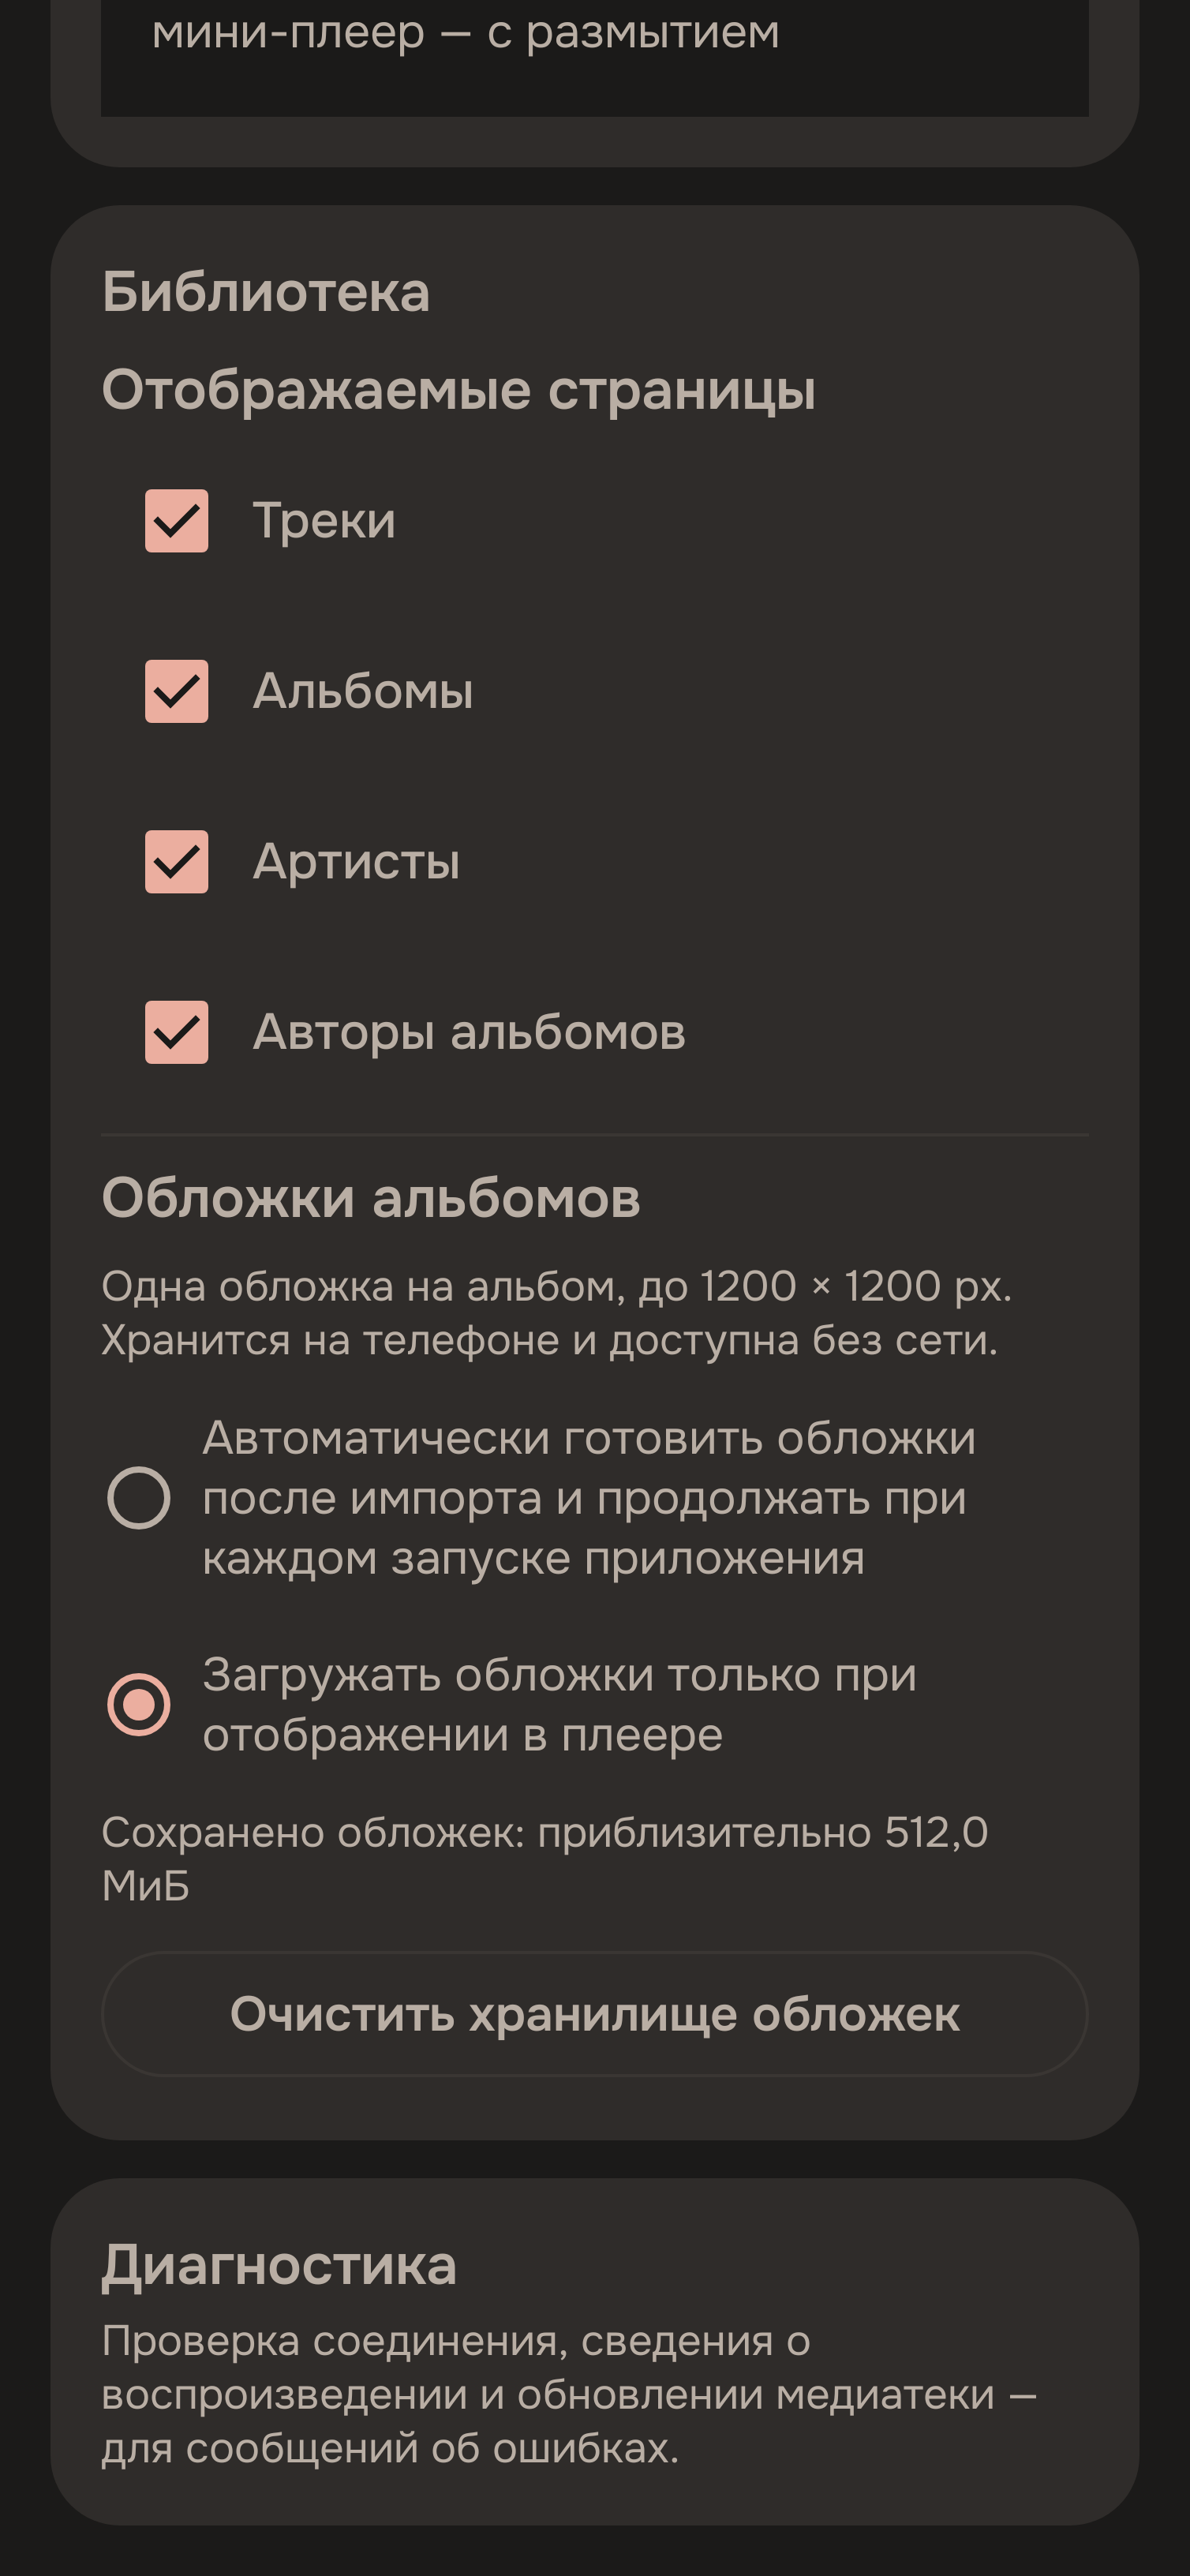 мини-плеер — с размытием
Библиотека
Отображаемые страницы
Треки
Альбомы
Артисты
Авторы альбомов
Обложки альбомов
Одна обложка на альбом, до 1200 × 1200 px.
Хранится на телефоне и доступна без сети.
Автоматически готовить обложки
после импорта и продолжать при
каждом запуске приложения
Загружать обложки только при
отображении в плеере
Сохранено обложек: приблизительно 512,0
МиБ
Очистить хранилище обложек
Диагностика
Проверка соединения, сведения о
воспроизведении и обновлении медиатеки —
для сообщений об ошибках.